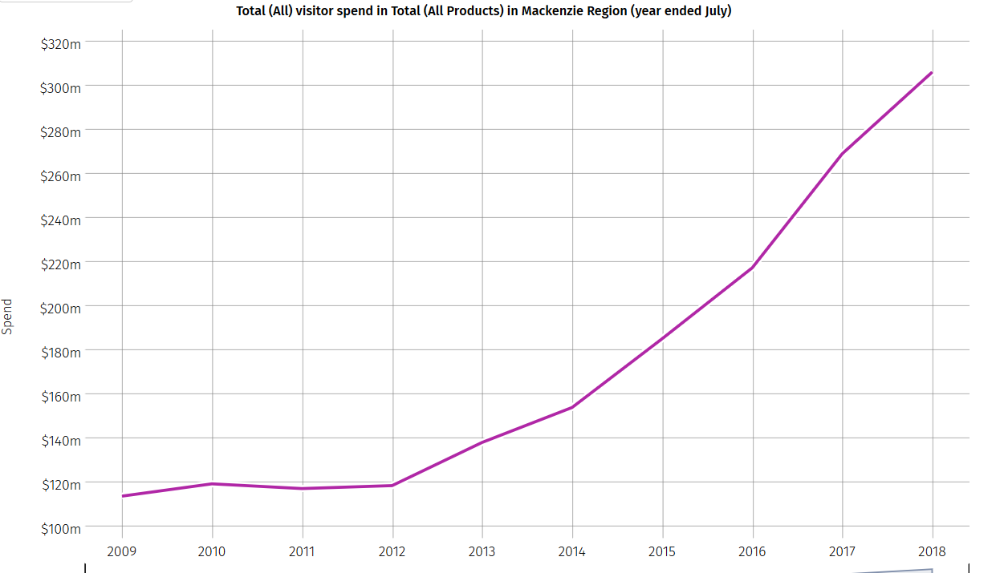 Total (All) visitor spend in Total (All Products) in Mackenzie Region (year ended July)
$320m
$300m
$280m
$260m
$240m
$220m
$200m
$180m
$160m
$140m
$120m
$100m
Spend
2009 2010 2011 2012 2013 2014 2015 2016 2017 2018